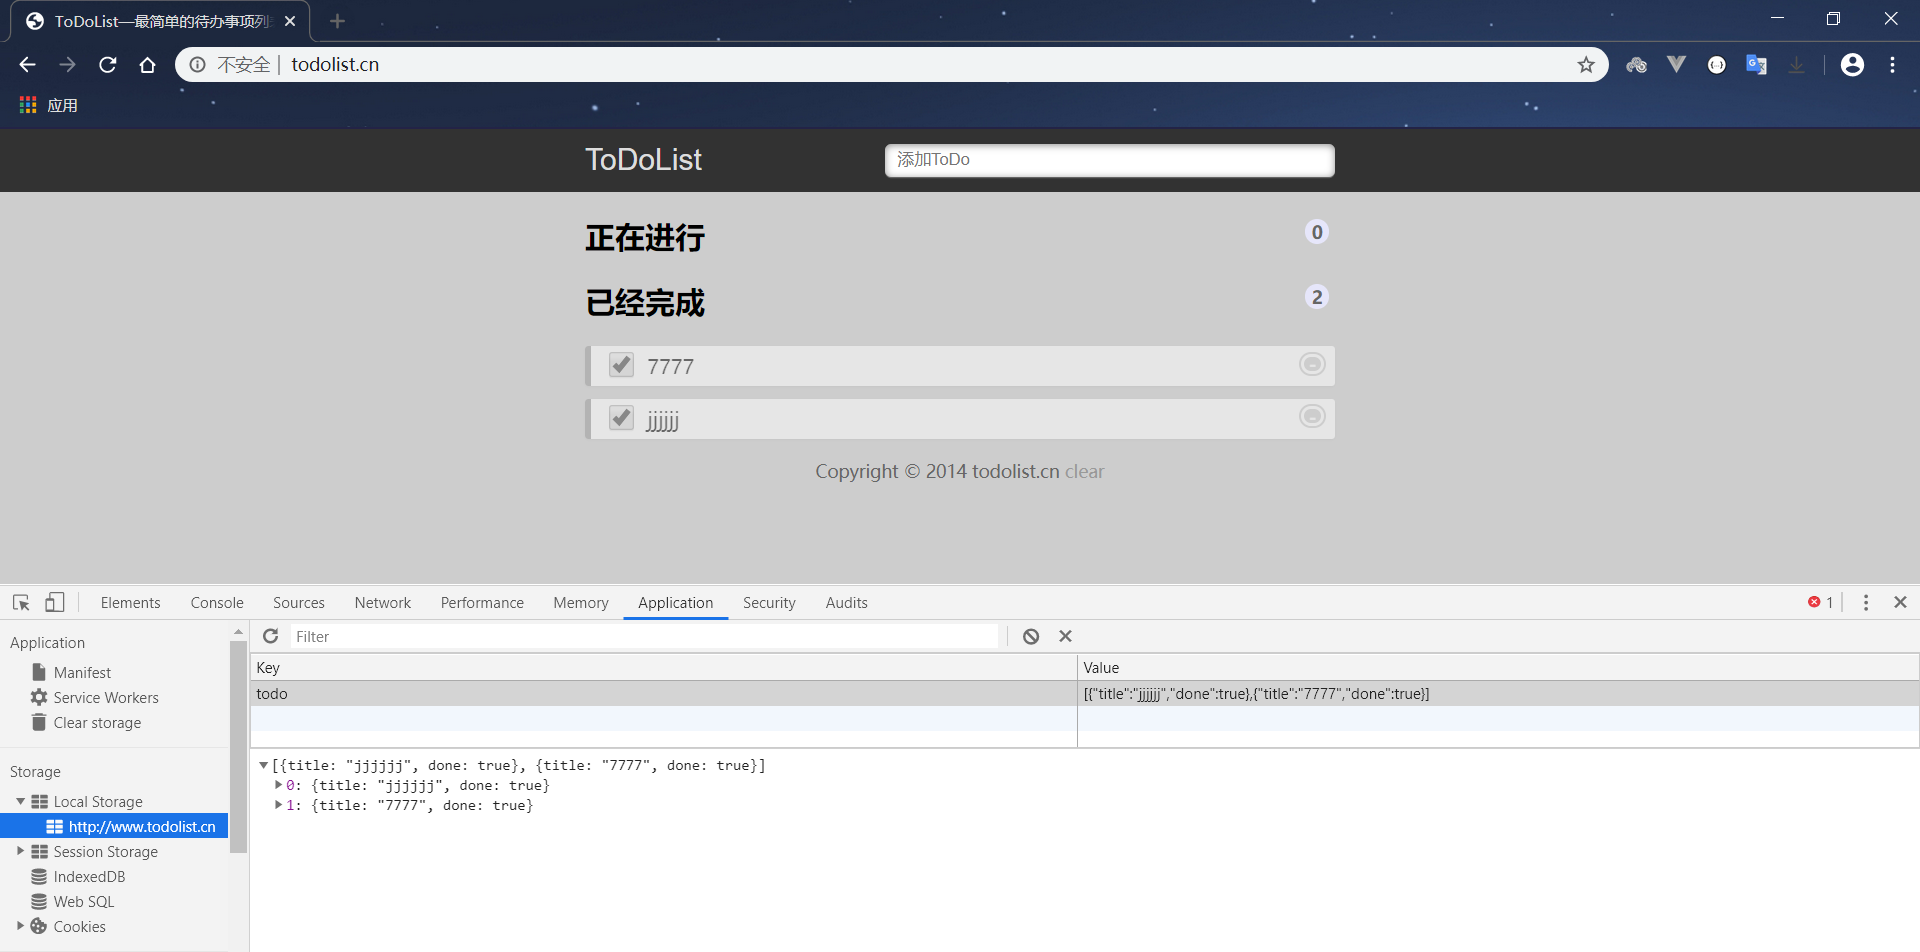 ToDoList—最简单的待办事项列
不安全 | todolist.cn
应用
ToDoList
添加ToDo
正在进行
0
已经完成
2
7777
jjjjjj
Copyright © 2014 todolist.cn clear
Elements Console Sources Network Performance Memory Application Security Audits 1
Application
Manifest
Service Workers
Clear storage
Storage
Local Storage
http://www.todolist.cn
Session Storage
IndexedDB
Web SQL
Cookies
Filter
Key Value
todo [{"title":"jjjjjj","done":true},{"title":"7777","done":true}]
[{title: "jjjjjj", done: true}, {title: "7777", done: true}]
0: {title: "jjjjjj", done: true}
1: {title: "7777", done: true}